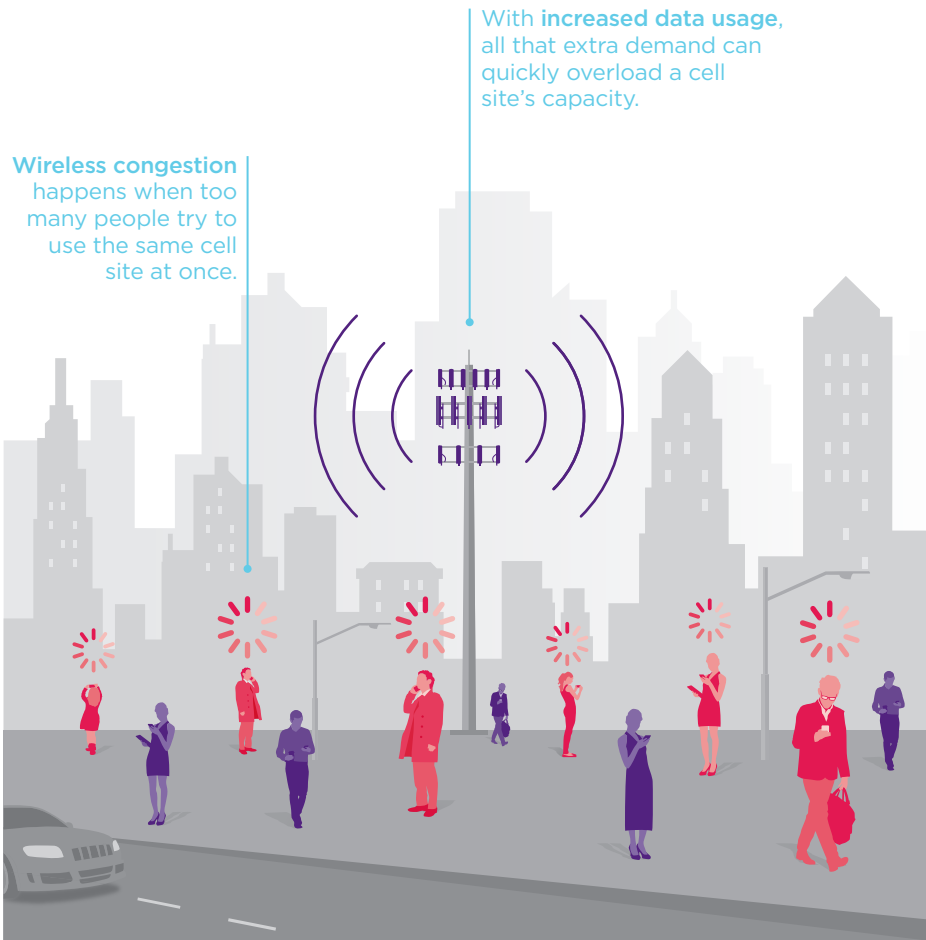 With increased data usage,
all that extra demand can
quickly overload a cell
site’s capacity.
Wireless congestion
happens when too
many people try to
use the same cell
site at once.